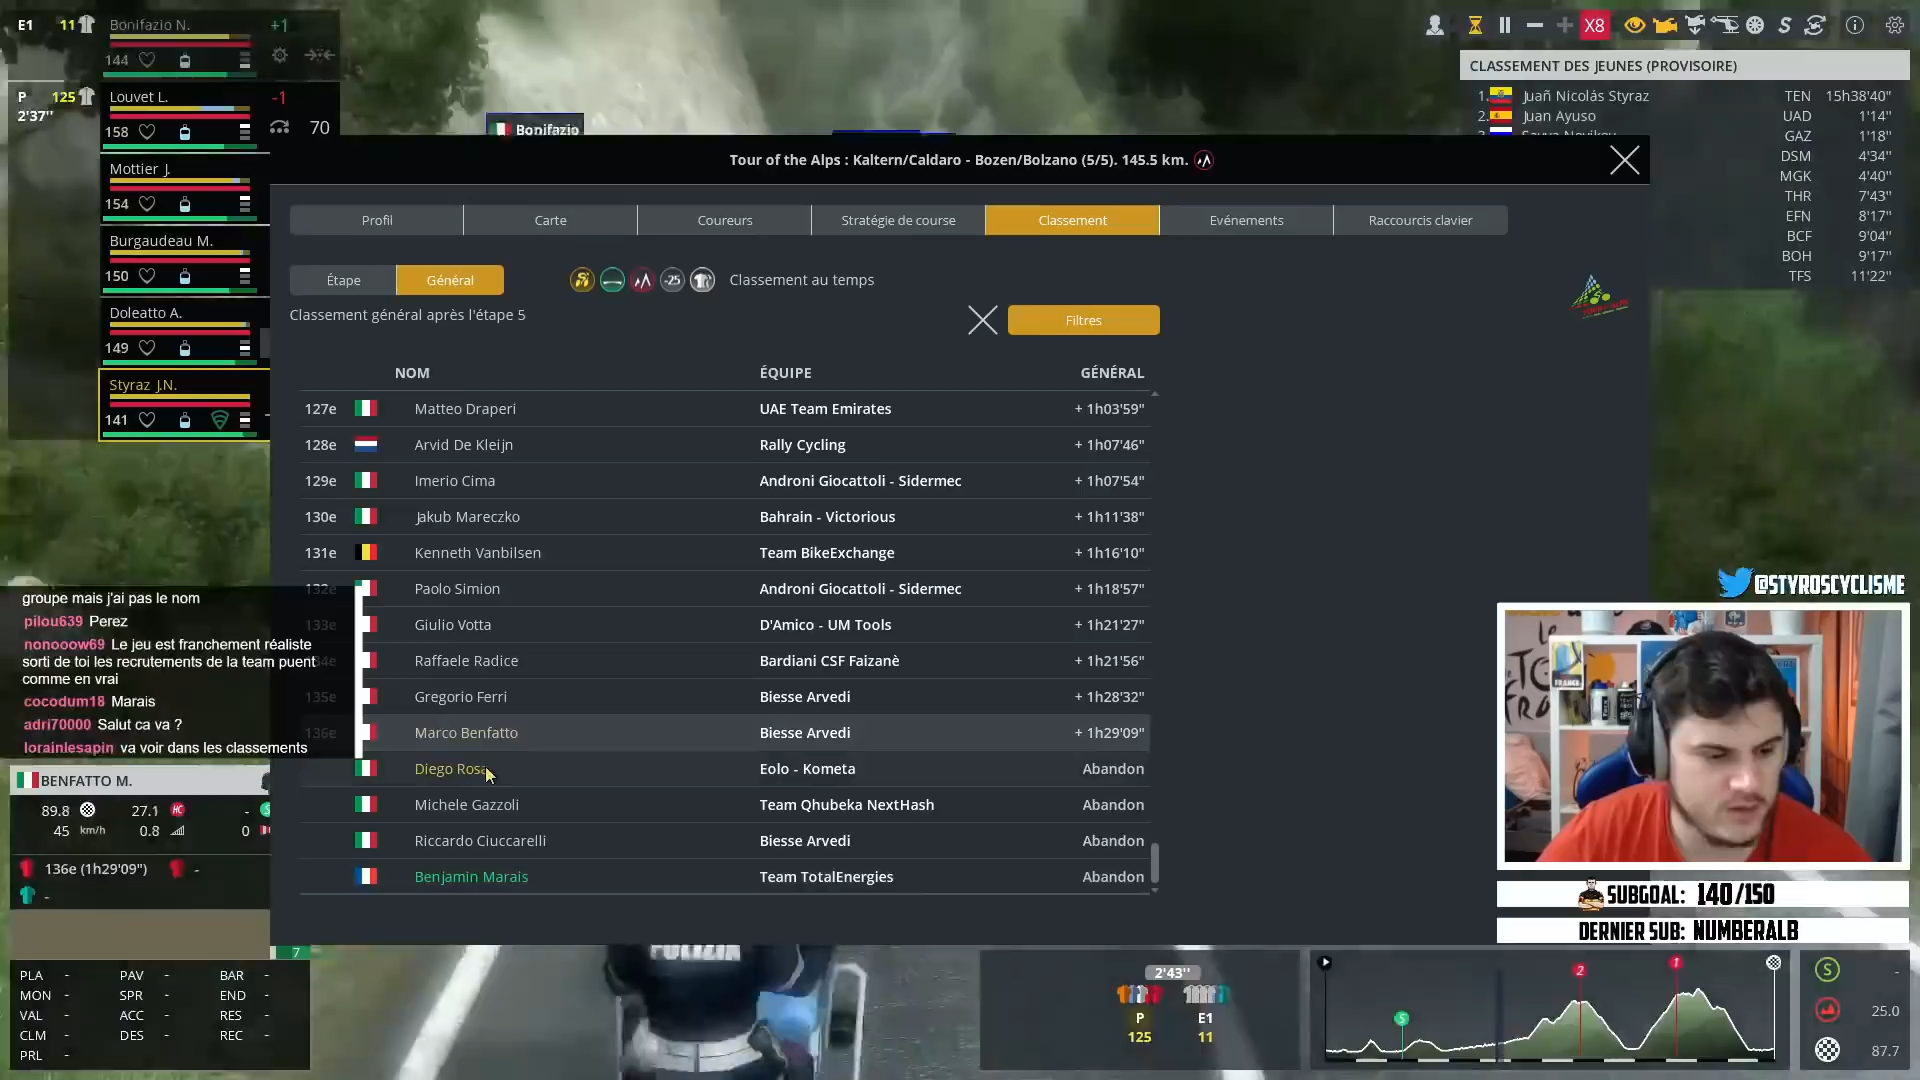 E1 11 Bonifazio N. +1
144
P 125 Louvet L. -1
2'37''
158 70
Mottier J.
154
Burgaudeau M.
150
Doleatto A.
149
Styraz J.N.
141
Bonifazio
X8
CLASSEMENT DES JEUNES (PROVISOIRE)
1. Juañ Nicolás Styraz TEN 15h38'40''
2. Juan Ayuso UAD 1'14''
GAZ 1'18''
DSM 4'34''
MGK 4'40''
THR 7'43''
EFN 8'17''
BCF 9'04''
BOH 9'17''
TFS 11'22''
Tour of the Alps : Kaltern/Caldaro - Bozen/Bolzano (5/5). 145.5 km.
Profil Carte Coureurs Stratégie de course Classement Evénements Raccourcis clavier
Étape Général -25 Classement au temps
Classement général après l'étape 5 Filtres
NOM ÉQUIPE GÉNÉRAL
127e Matteo Draperi UAE Team Emirates + 1h03'59"
128e Arvid De Kleijn Rally Cycling + 1h07'46"
129e Imerio Cima Androni Giocattoli - Sidermec + 1h07'54"
130e Jakub Mareczko Bahrain - Victorious + 1h11'38"
131e Kenneth Vanbilsen Team BikeExchange + 1h16'10"
132e Paolo Simion Androni Giocattoli - Sidermec + 1h18'57"
133e Giulio Votta D'Amico - UM Tools + 1h21'27"
Raffaele Radice Bardiani CSF Faizanè + 1h21'56"
135e Gregorio Ferri Biesse Arvedi + 1h28'32"
136e Marco Benfatto Biesse Arvedi + 1h29'09"
Diego Rosa Eolo - Kometa Abandon
Michele Gazzoli Team Qhubeka NextHash Abandon
Riccardo Ciuccarelli Biesse Arvedi Abandon
Benjamin Marais Team TotalEnergies Abandon
groupe mais j'ai pas le nom
pilou639 Perez
nonooow69 Le jeu est franchement réaliste
sorti de toi les recrutements de la team puent
comme en vrai
cocodum18 Marais
adri70000 Salut ca va ?
lorainlesapin va voir dans les classements
BENFATTO M.
89.8 27.1 HC -
45 km/h 0.8 0
136e (1h29'09") -
-
7
PLA - PAV - BAR -
MON - SPR - END -
VAL - ACC - RES -
CLM - DES - REC -
PRL -
2'43''
P E1
125 11
S 2 1
S -
25.0
87.7
@STYROSCYCLISME
SUBGOAL: 140/150
DERNIER SUB: NUMBERALB